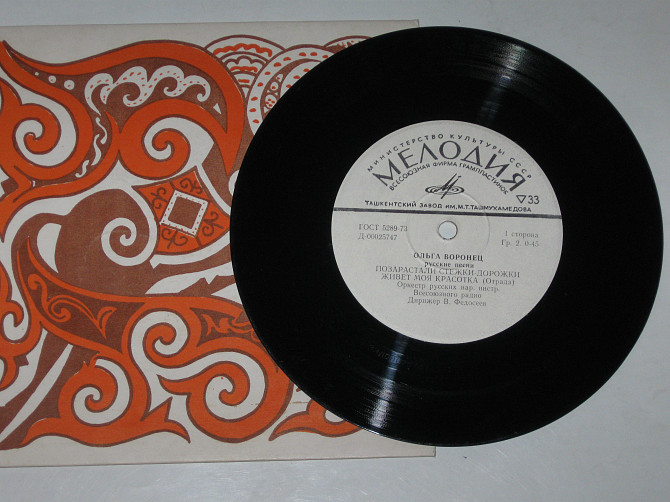 МИНИСТЕРСТВО КУЛЬТУРЫ СССР
МЕЛОДИЯ
ВСЕСОЮЗНАЯ ФИРМА ГРАМПЛАСТИНОК
▽33
ТАШКЕНТСКИЙ ЗАВОД ИМ.М.Т.ТАШМУХАМЕДОВА
ГОСТ 5289-73
Д-00025747
1 сторона
Гр. 2. 0-45
ОЛЬГА ВОРОНЕЦ
русские песни
ПОЗАРАСТАЛИ СТЕЖКИ-ДОРОЖКИ
ЖИВЕТ МОЯ КРАСОТКА (Отрада)
Оркестр русских нар. инстр.
Всесоюзного радио
Дирижер В. Федосеев